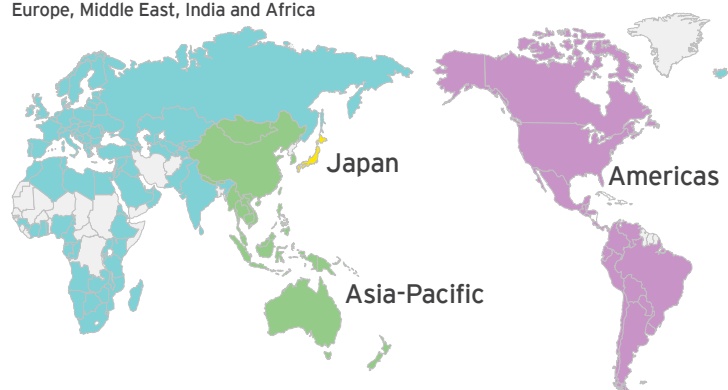 Europe, Middle East, India and Africa
Japan
Americas
Asia-Pacific